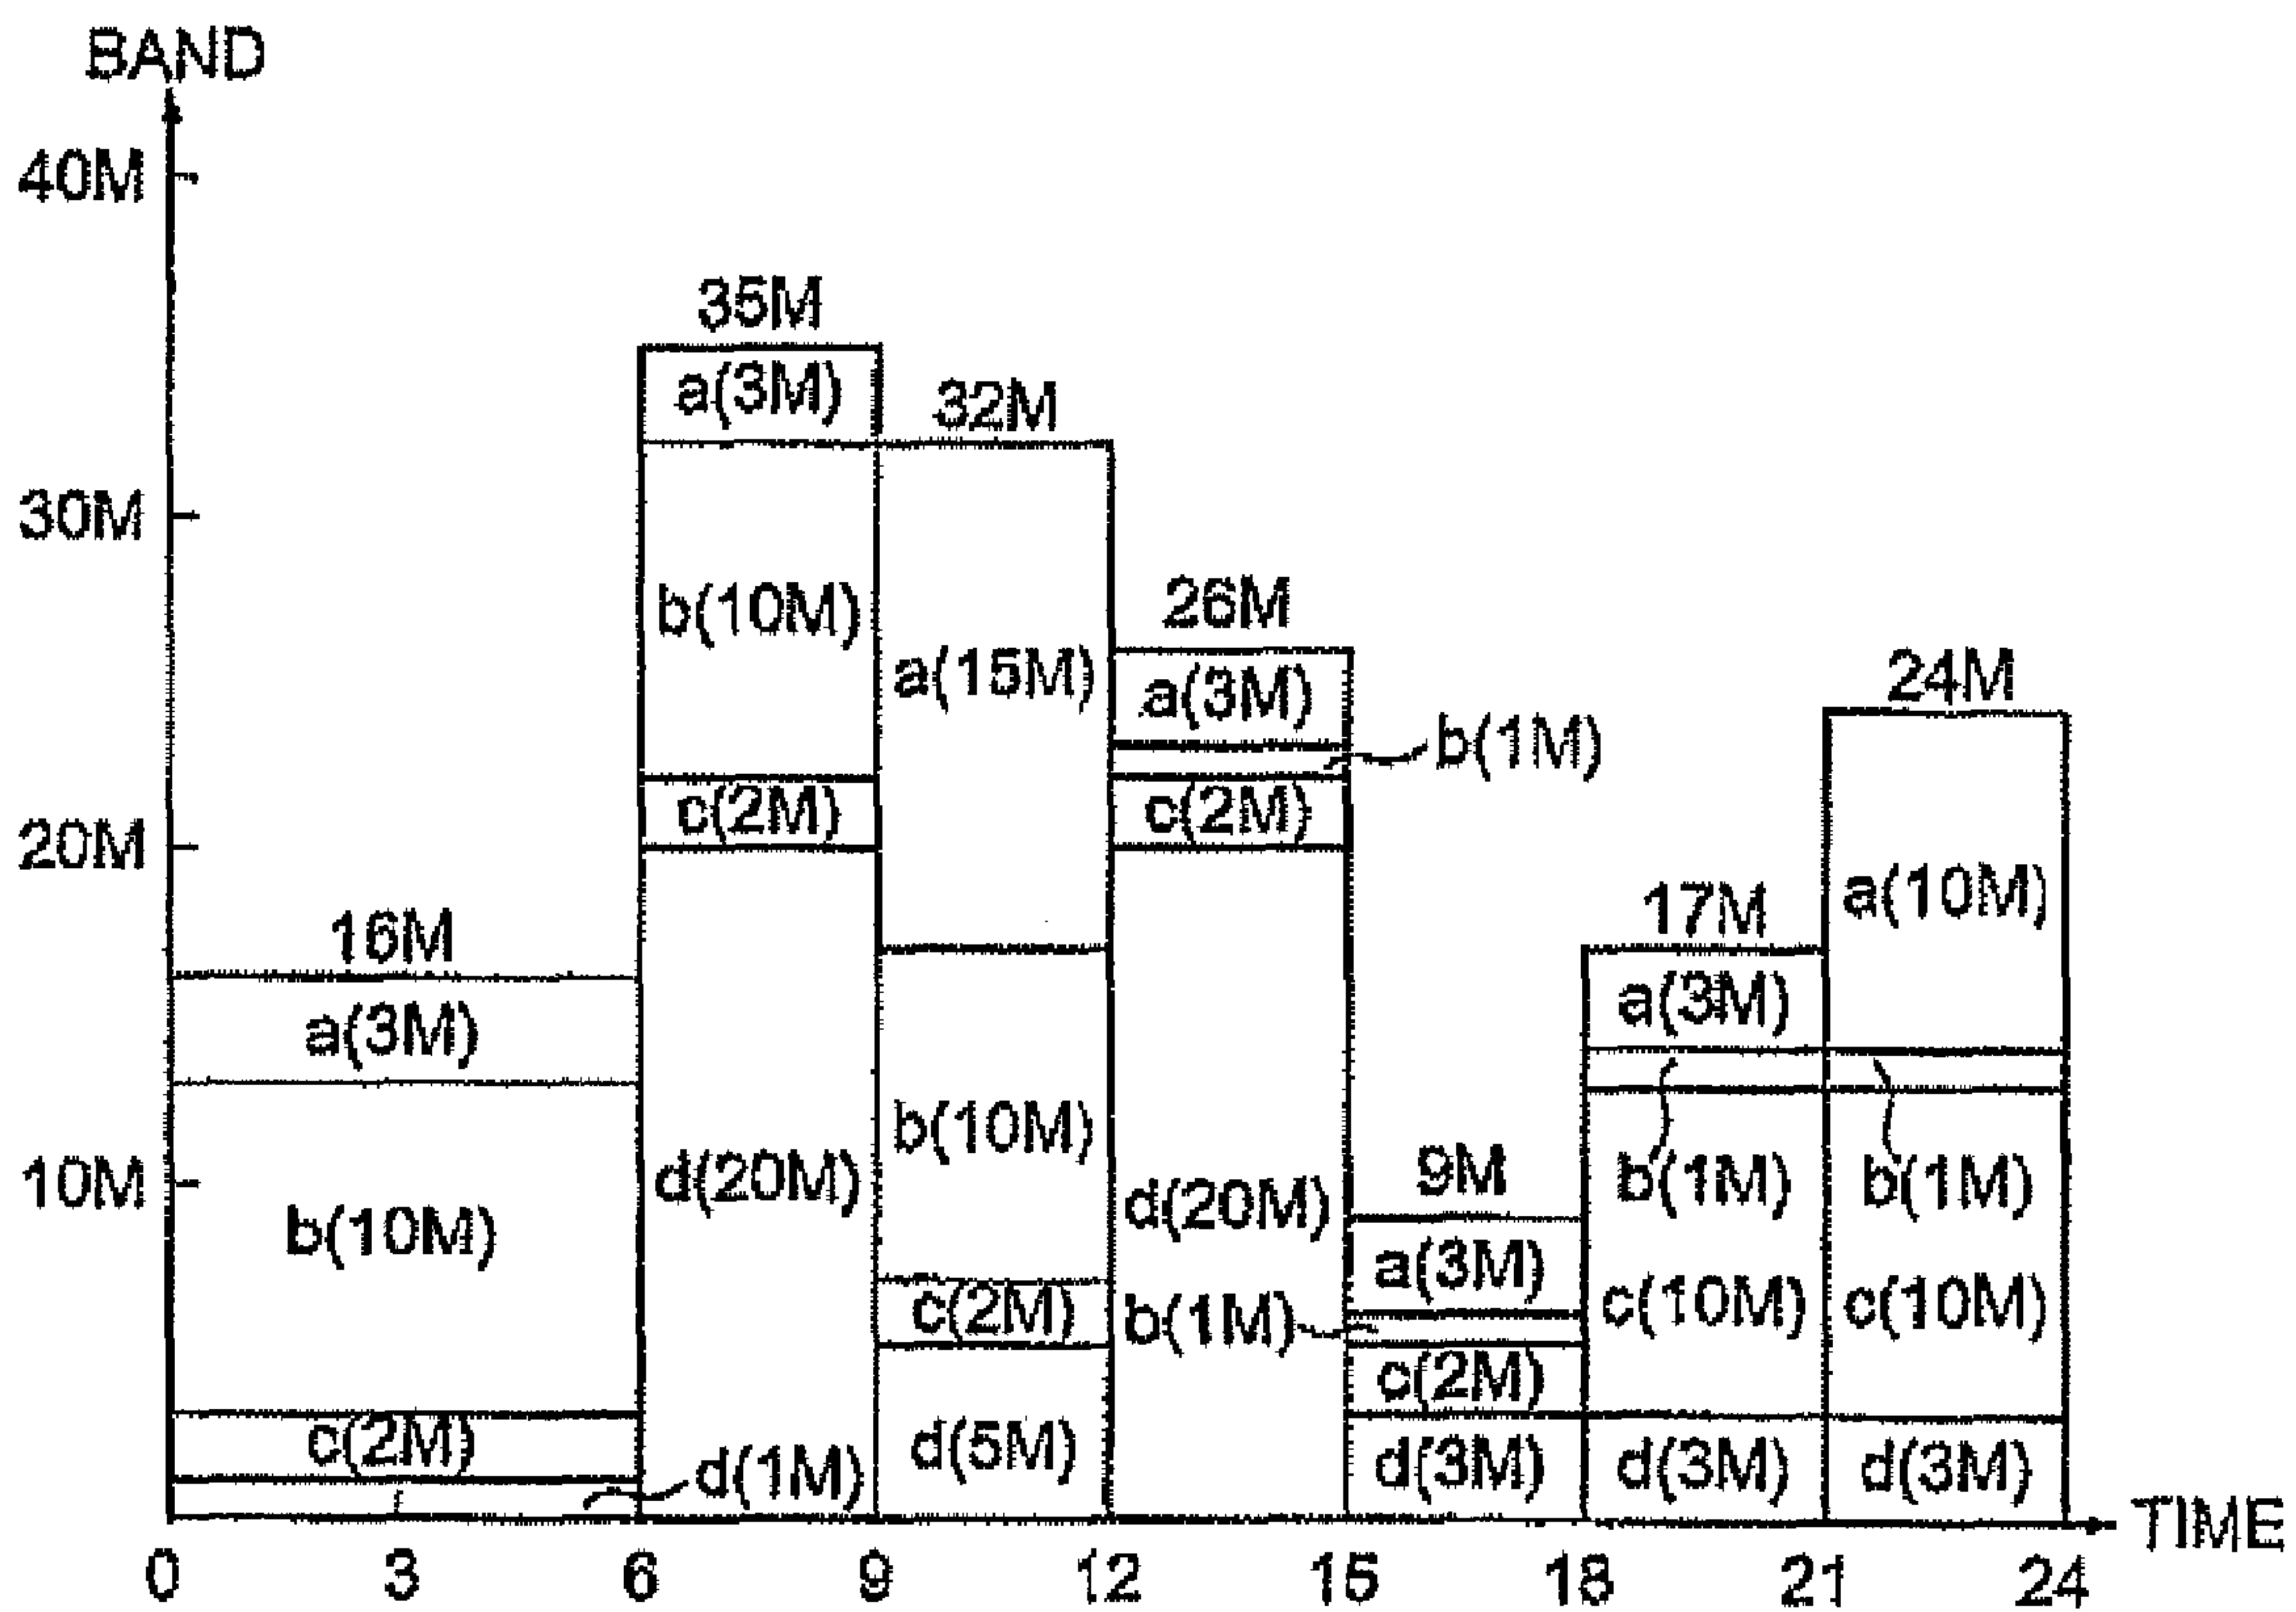 BAND
40M
35M
a(3M)
32M
30M
b(10M)
26M
a(15M)
a(3M)
24M
b(1M)
c(2M)
c(2M)
20M
a(10M)
16M
17M
a(3M)
a(3M)
b(10M)
9M
10M
d(20M)
d(20M)
b(1M)
b(1M)
b(10M)
a(3M)
c(2M)
b(1M)
c(10M)
c(10M)
c(2M)
c(2M)
d(1M)
d(5M)
d(3M)
d(3M)
d(3M)
TIME
0 3 6 9 12 15 18 21 24